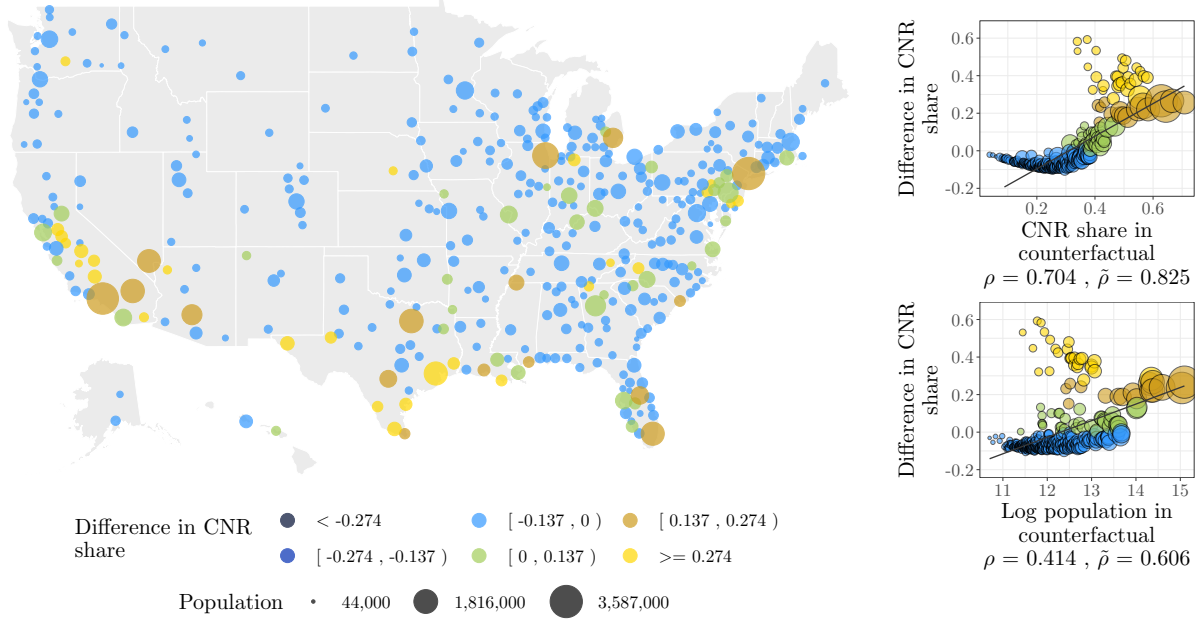 Difference in CNR
share
< -0.274
[ -0.274 , -0.137 )
[ -0.137 , 0 )
[ 0 , 0.137 )
[ 0.137 , 0.274 )
>= 0.274
Population
44,000
1,816,000
3,587,000
Difference in CNR
share
0.6
0.4
0.2
0.0
-0.2
0.2
0.4
0.6
CNR share in
counterfactual
ρ = 0.704 , ρ̃ = 0.825
Difference in CNR
share
0.6
0.4
0.2
0.0
-0.2
11
12
13
14
15
Log population in
counterfactual
ρ = 0.414 , ρ̃ = 0.606